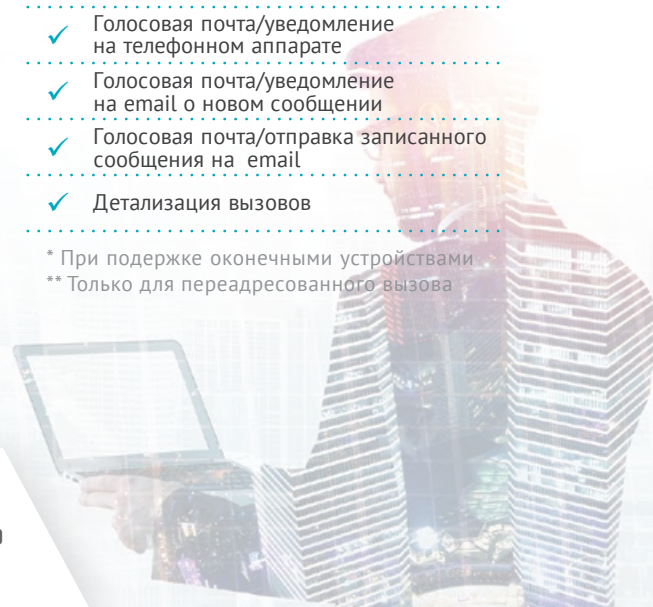 Голосовая почта/уведомление
на телефонном аппарате
Голосовая почта/уведомление
на email о новом сообщении
Голосовая почта/отправка записанного
сообщения на email
Детализация вызовов
* При подержке оконечными устройствами
** Только для переадресованного вызова